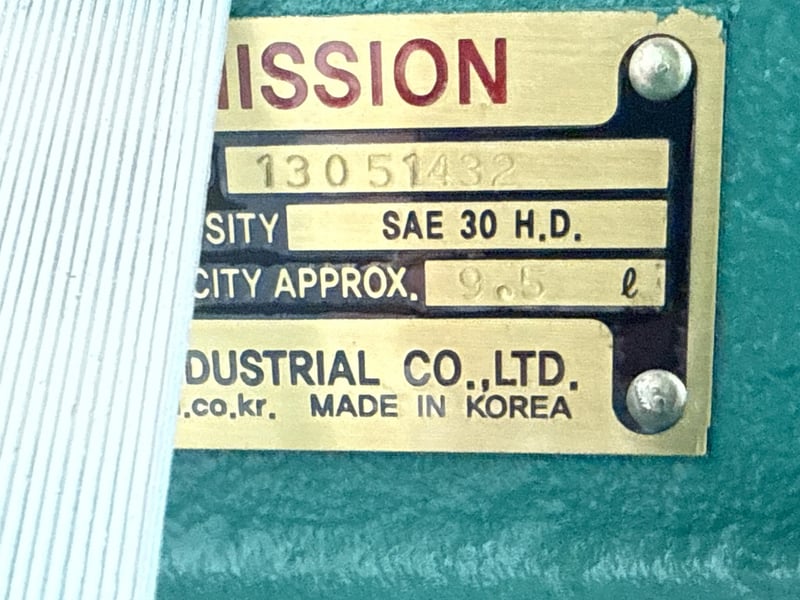 ISSION
13051432
SITY SAE 30 H.D.
CITY APPROX. 9.5 ℓ
DUSTRIAL CO.,LTD.
.co.kr. MADE IN KOREA